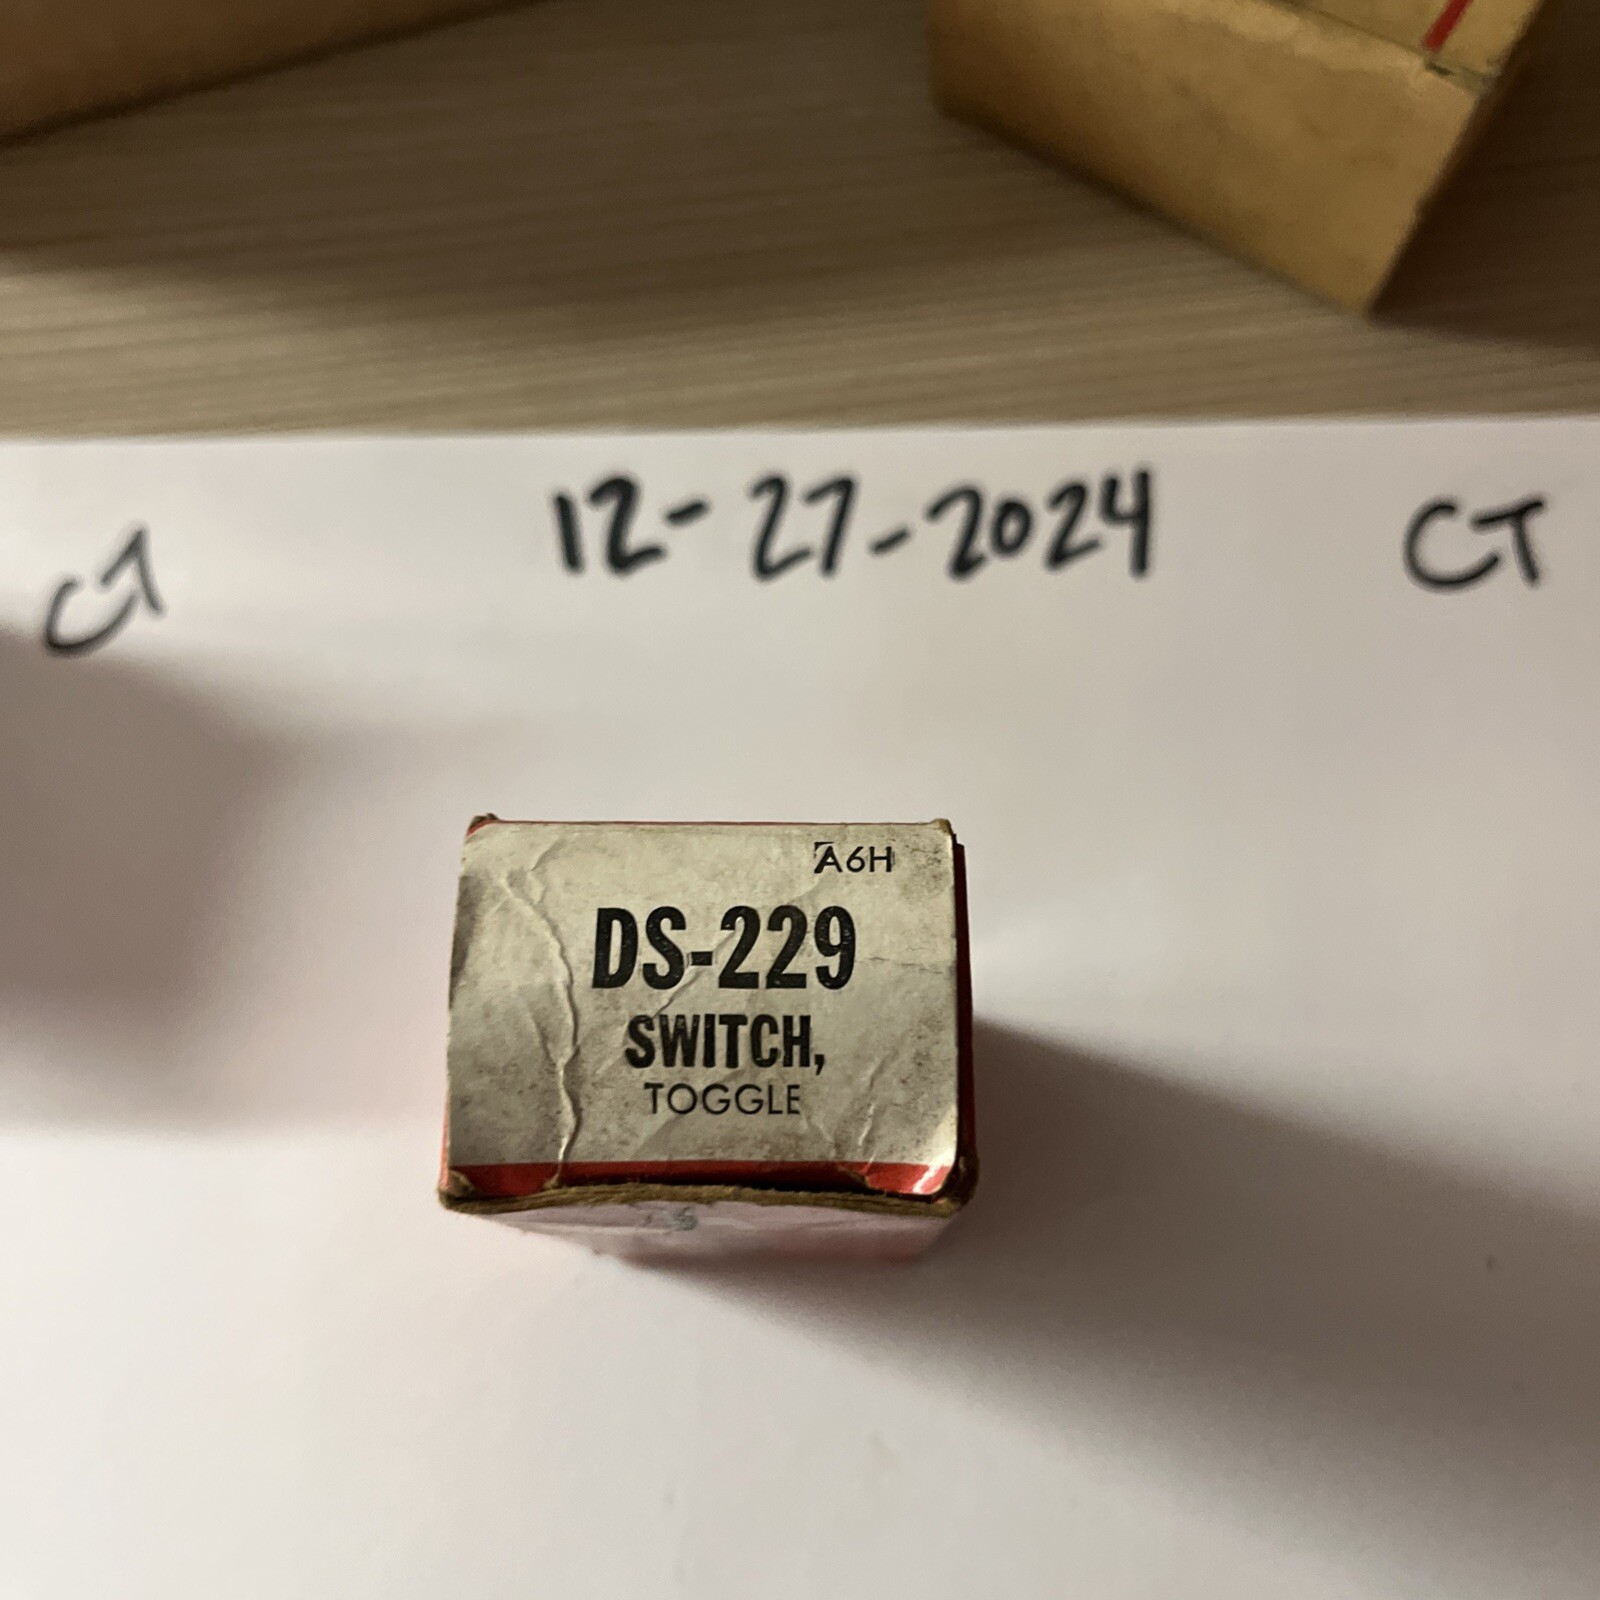 CT 12-27-2024 CT
A6H
DS-229
SWITCH,
TOGGLE